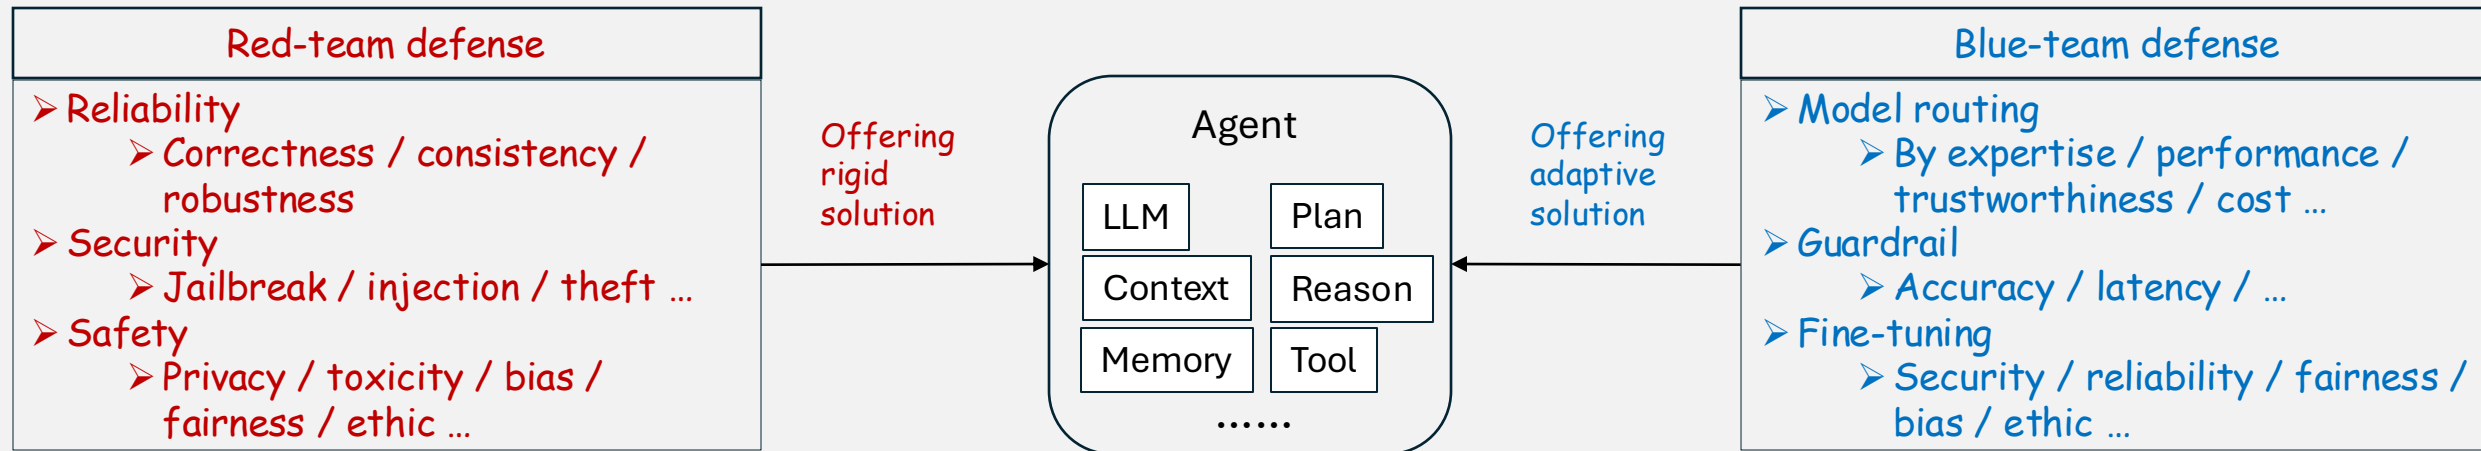 Red-team defense
➢ Reliability
➢ Correctness / consistency /
robustness
➢ Security
➢ Jailbreak / injection / theft …
➢ Safety
➢ Privacy / toxicity / bias /
fairness / ethic …
Offering
rigid
solution
Agent
LLM
Plan
Context
Reason
Memory
Tool
……
Offering
adaptive
solution
Blue-team defense
➢ Model routing
➢ By expertise / performance /
trustworthiness / cost …
➢ Guardrail
➢ Accuracy / latency / …
➢ Fine-tuning
➢ Security / reliability / fairness /
bias / ethic …